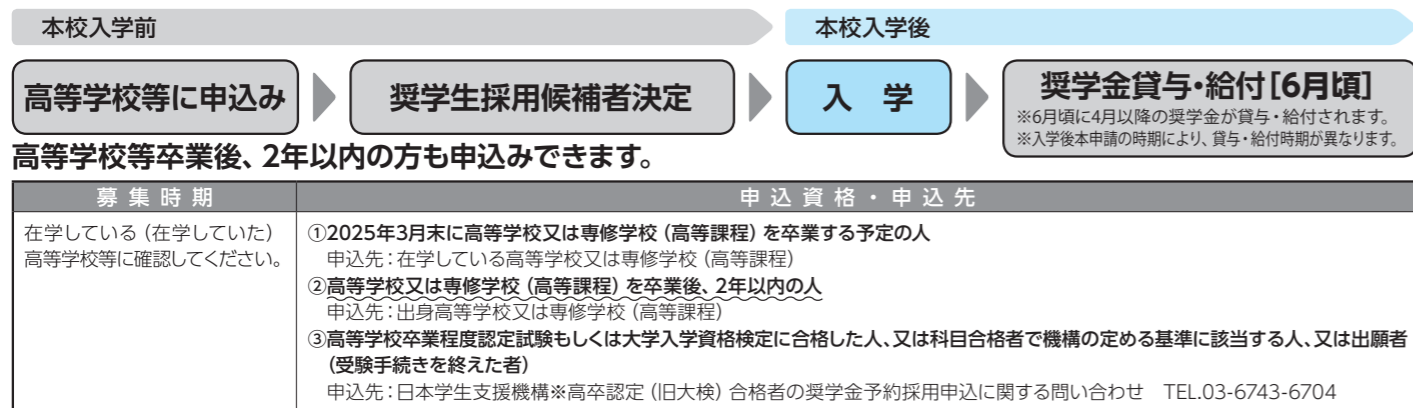 本校入学前
本校入学後
高等学校等に申込み
奨学生採用候補者決定
入 学
奨学金貸与・給付[6月頃]
※6月頃に4月以降の奨学金が貸与・給付されます。
※入学後本申請の時期により、貸与・給付時期が異なります。
高等学校等卒業後、2年以内の方も申込みできます。
募集時期
申込資格・申込先
在学している(在学していた)
高等学校等に確認してください。
①2025年3月末に高等学校又は専修学校(高等課程)を卒業する予定の人
申込先:在学している高等学校又は専修学校(高等課程)
②高等学校又は専修学校(高等課程)を卒業後、2年以内の人
申込先:出身高等学校又は専修学校(高等課程)
③高等学校卒業程度認定試験もしくは大学入学資格検定に合格した人、又は科目合格者で機構の定める基準に該当する人、又は出願者
(受験手続きを終えた者)
申込先:日本学生支援機構※高卒認定(旧大検)合格者の奨学金予約採用申込に関する問い合わせ TEL.03-6743-6704